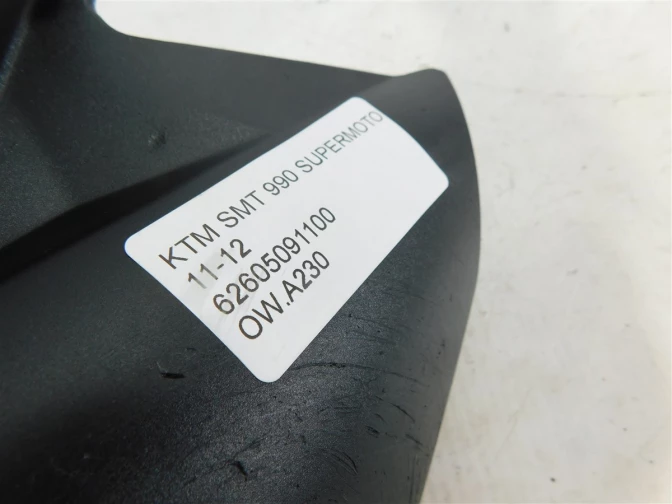 KTM SMT 990 SUPERMOTO
11-12
62605091100
OW.A230